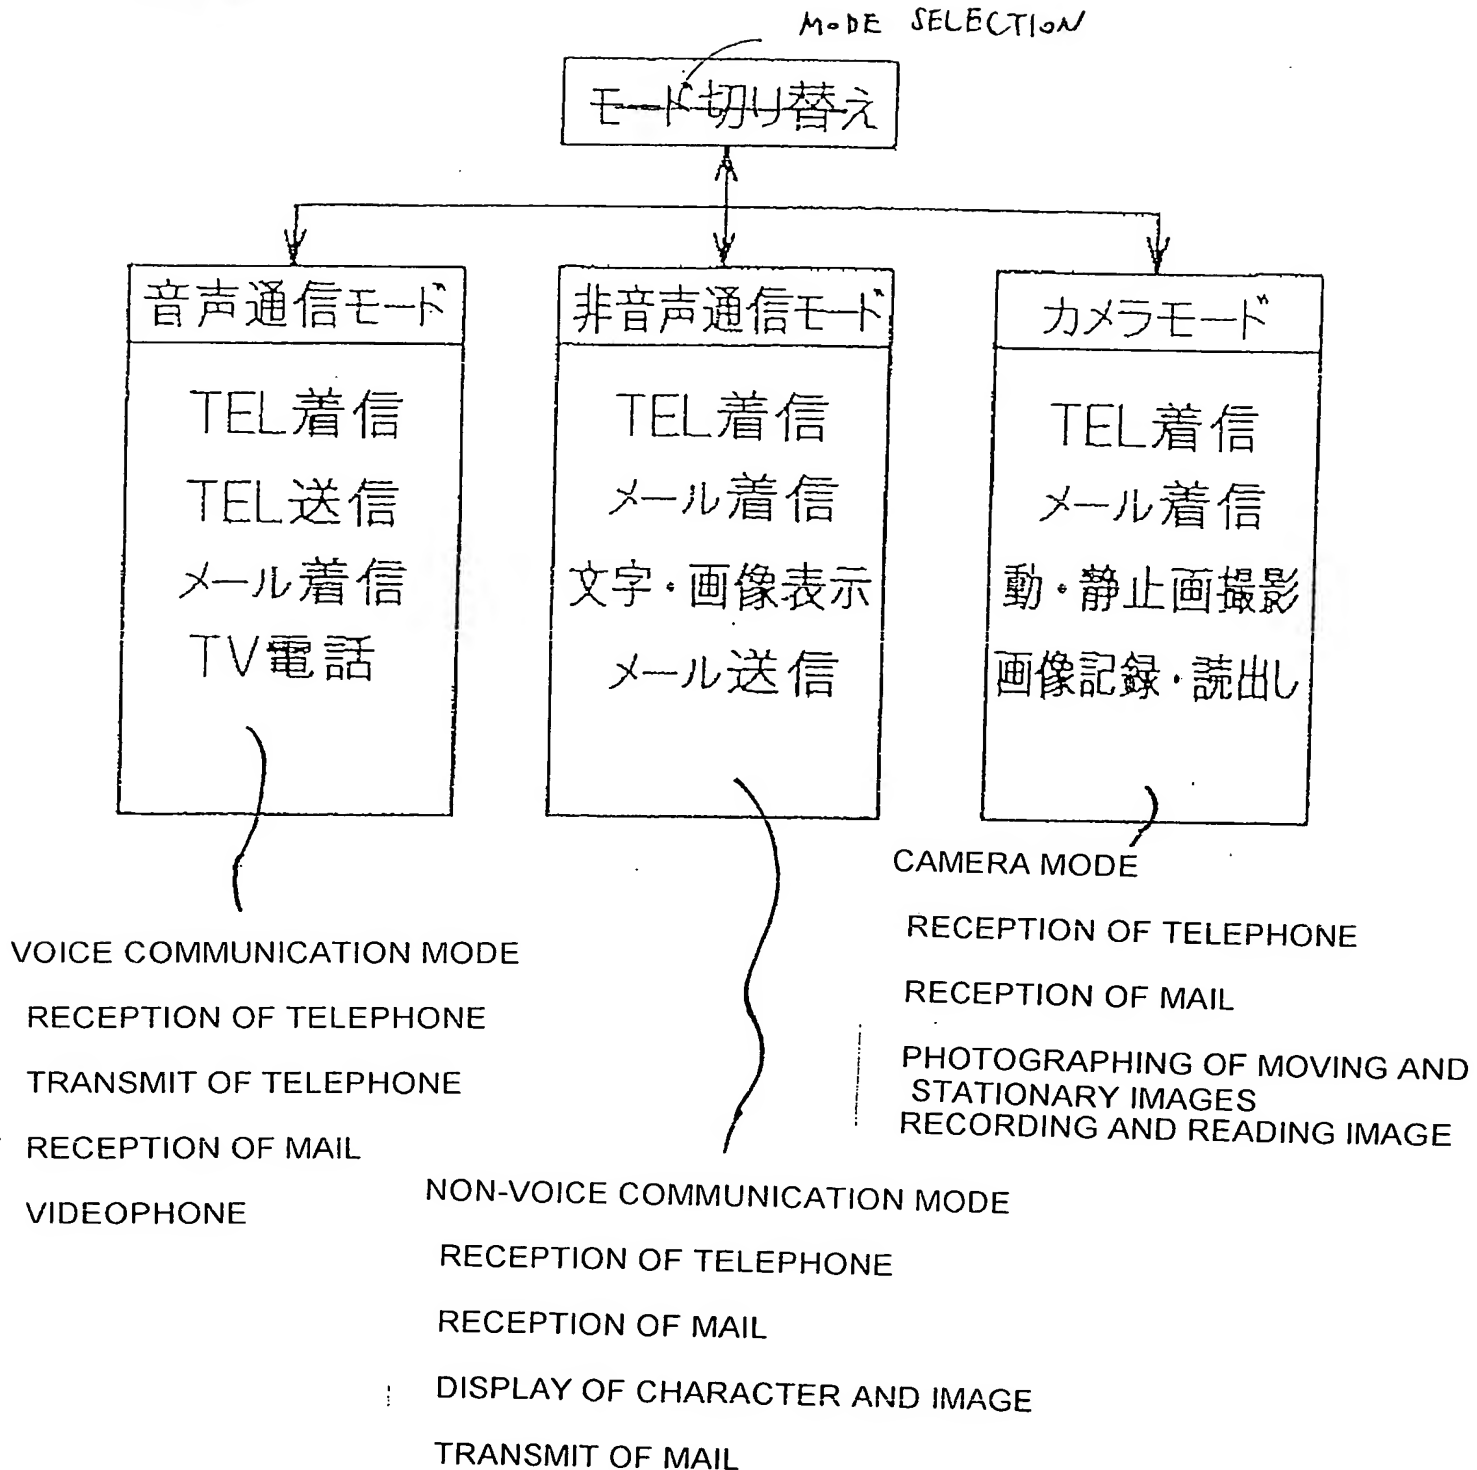 MODE SELECTION
モード切り替え
音声通信モード
TEL着信
TEL送信
メール着信
TV電話
非音声通信モード
TEL着信
メール着信
文字・画像表示
メール送信
カメラモード
TEL着信
メール着信
動・静止画撮影
画像記録・読出し
VOICE COMMUNICATION MODE
RECEPTION OF TELEPHONE
TRANSMIT OF TELEPHONE
RECEPTION OF MAIL
VIDEOPHONE
NON-VOICE COMMUNICATION MODE
RECEPTION OF TELEPHONE
RECEPTION OF MAIL
DISPLAY OF CHARACTER AND IMAGE
TRANSMIT OF MAIL
CAMERA MODE
RECEPTION OF TELEPHONE
RECEPTION OF MAIL
PHOTOGRAPHING OF MOVING AND
STATIONARY IMAGES
RECORDING AND READING IMAGE